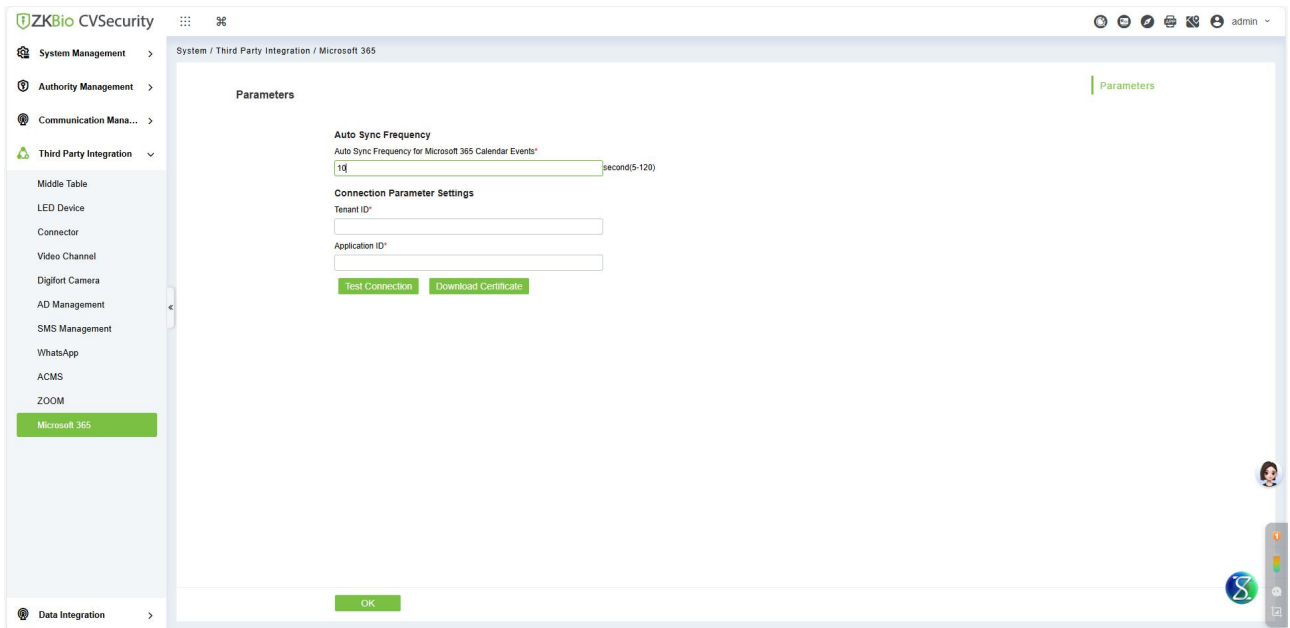 ZKBio CVSecurity
admin
System Management
Authority Management
Communication Mana...
Third Party Integration
Middle Table
LED Device
Connector
Video Channel
Digifort Camera
AD Management
SMS Management
WhatsApp
ACMS
ZOOM
Microsoft 365
Data Integration
System / Third Party Integration / Microsoft 365
Parameters
Parameters
Auto Sync Frequency
Auto Sync Frequency for Microsoft 365 Calendar Events*
10 second(5-120)
Connection Parameter Settings
Tenant ID*
Application ID*
Test Connection Download Certificate
OK